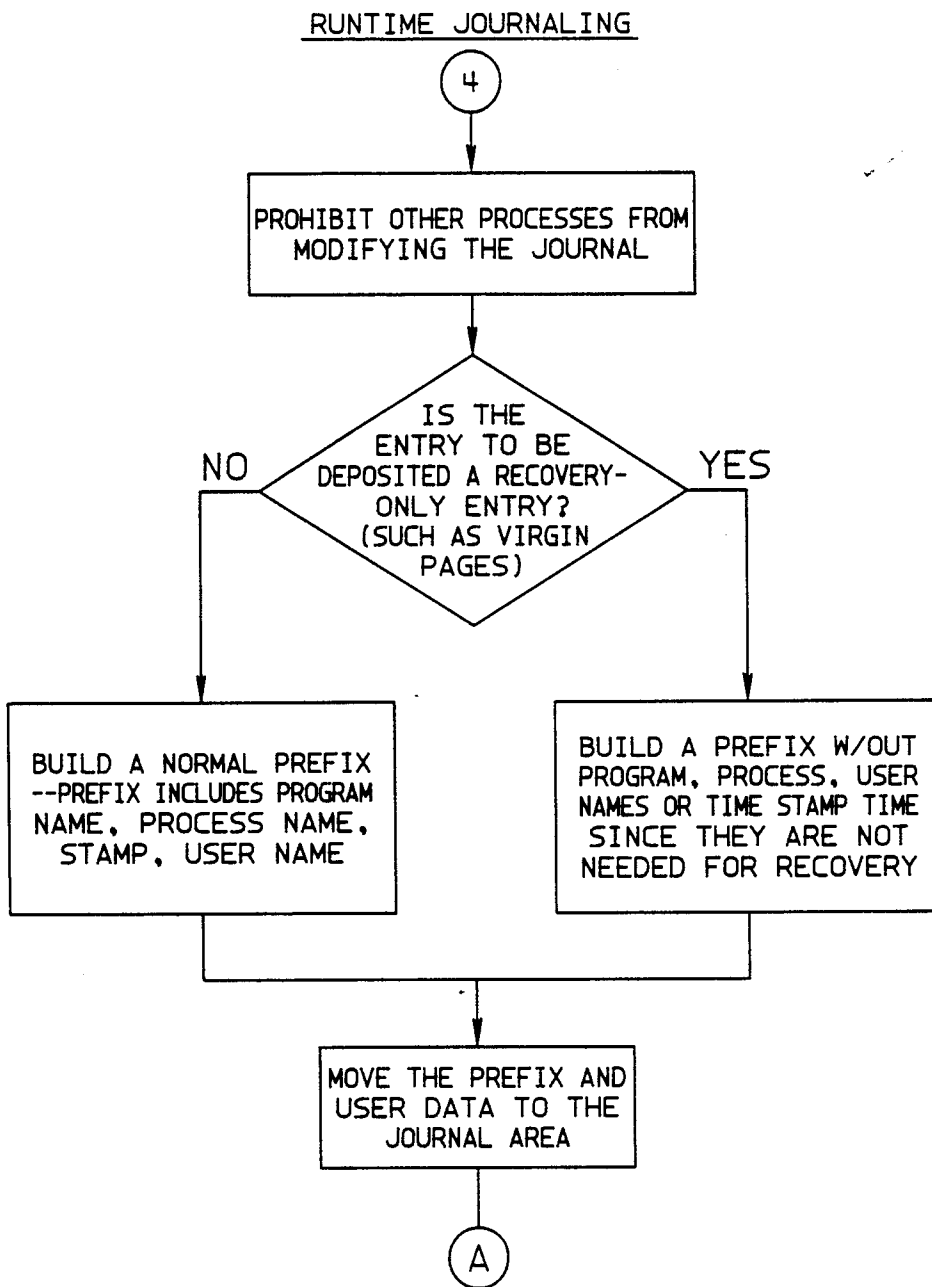 RUNTIME JOURNALING
4
PROHIBIT OTHER PROCESSES FROM
MODIFYING THE JOURNAL
IS THE
ENTRY TO BE
DEPOSITED A RECOVERY-
ONLY ENTRY?
(SUCH AS VIRGIN
PAGES)
NO
YES
BUILD A NORMAL PREFIX
--PREFIX INCLUDES PROGRAM
NAME, PROCESS NAME,
STAMP, USER NAME
BUILD A PREFIX W/OUT
PROGRAM, PROCESS, USER
NAMES OR TIME STAMP TIME
SINCE THEY ARE NOT
NEEDED FOR RECOVERY
MOVE THE PREFIX AND
USER DATA TO THE
JOURNAL AREA
A